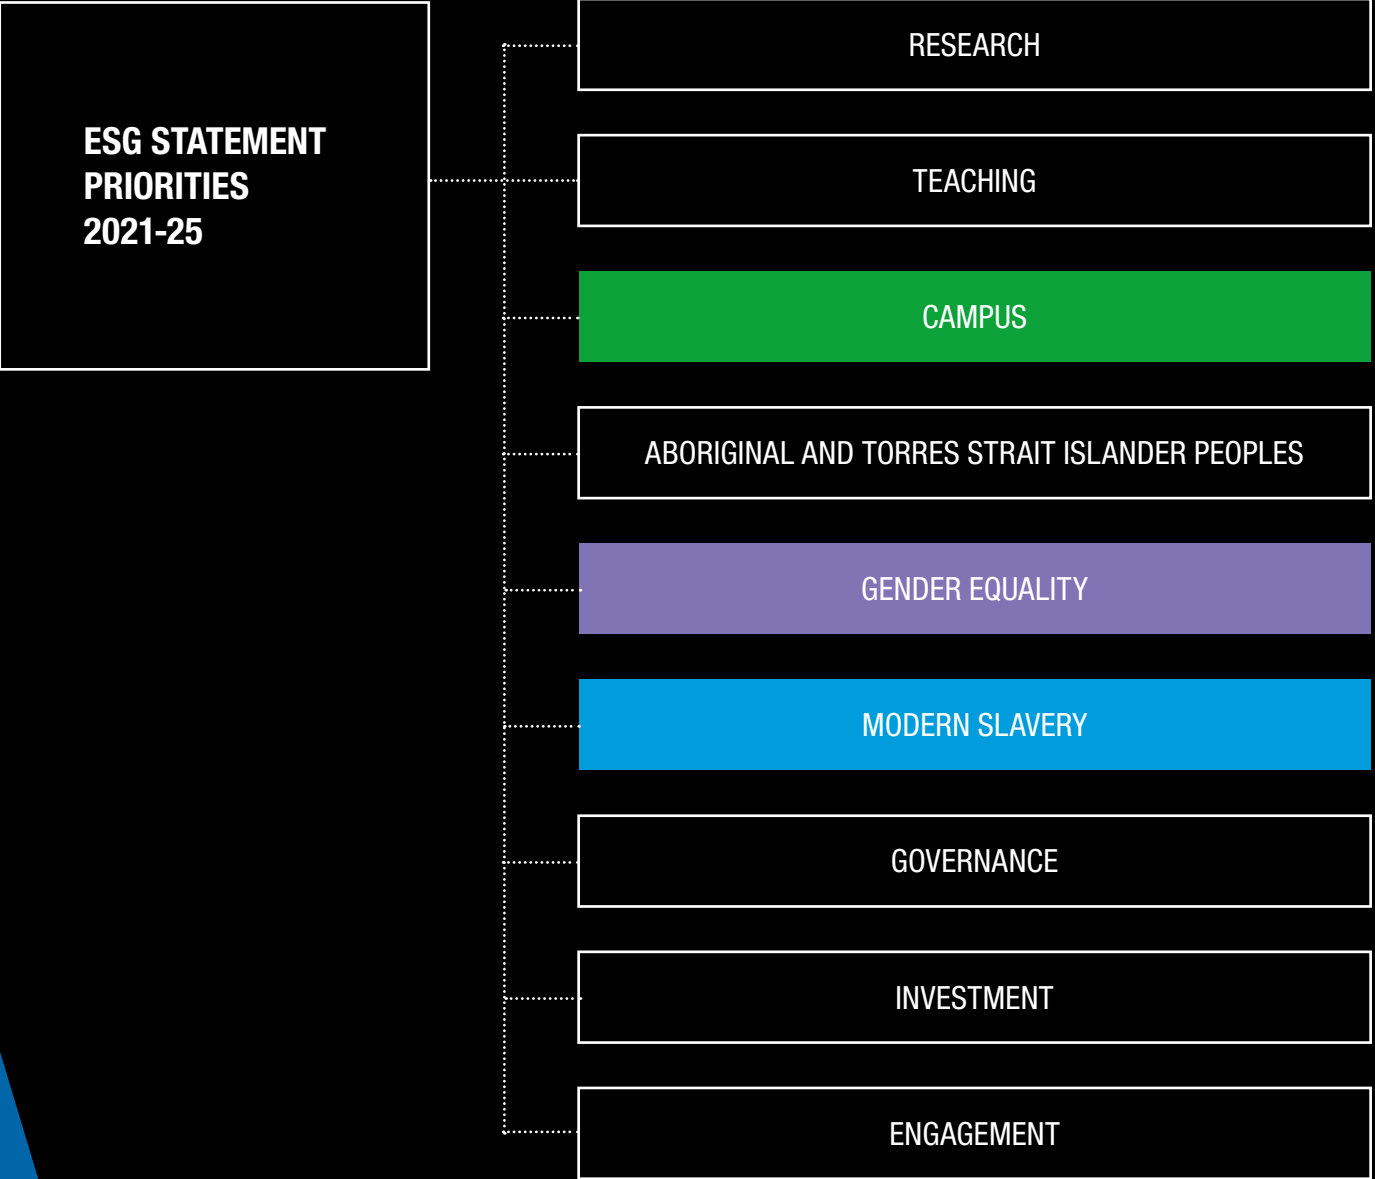 ESG STATEMENT
PRIORITIES
2021-25
RESEARCH
TEACHING
CAMPUS
ABORIGINAL AND TORRES STRAIT ISLANDER PEOPLES
GENDER EQUALITY
MODERN SLAVERY
GOVERNANCE
INVESTMENT
ENGAGEMENT